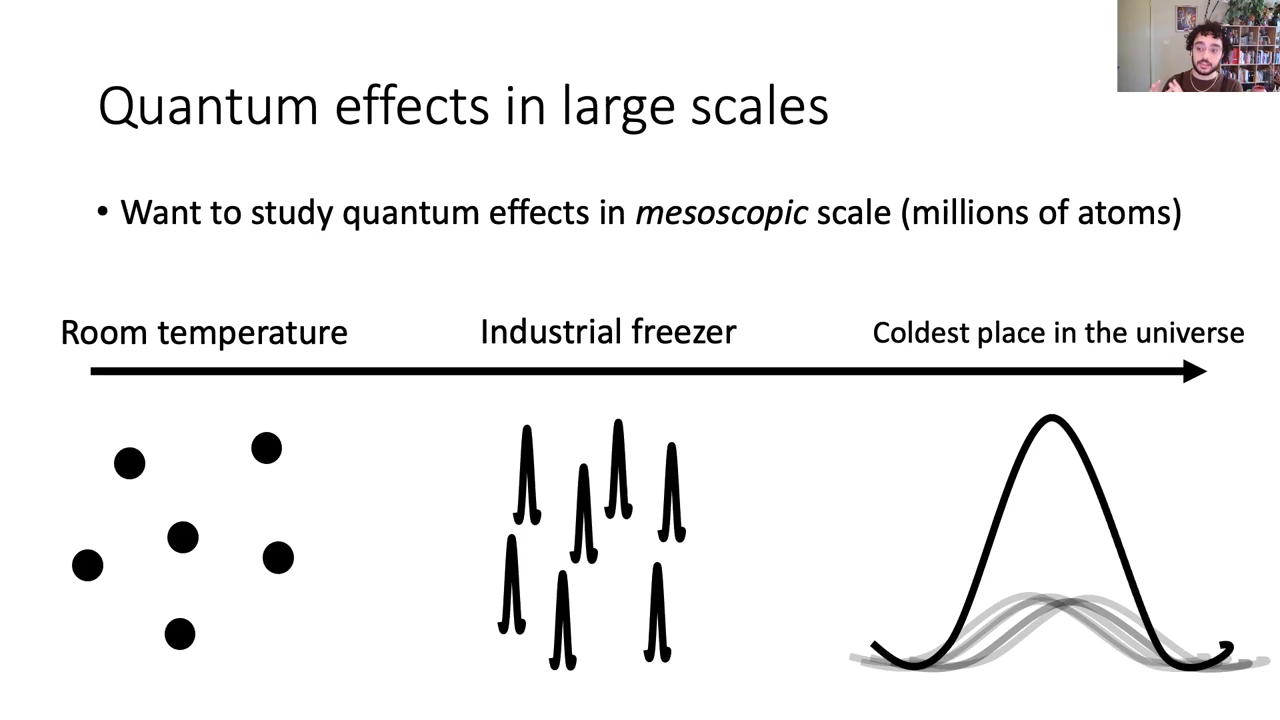 Quantum effects in large scales
• Want to study quantum effects in mesoscopic scale (millions of atoms)
Room temperature
Industrial freezer
Coldest place in the universe